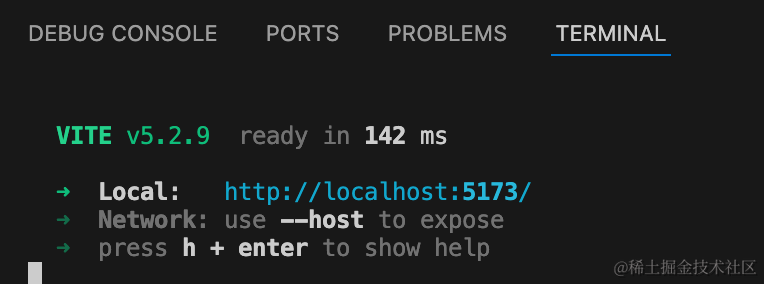 DEBUG CONSOLE PORTS PROBLEMS TERMINAL
VITE v5.2.9 ready in 142 ms
➜ Local: http://localhost:5173/
➜ Network: use --host to expose
➜ press h + enter to show help
@稀土掘金技术社区